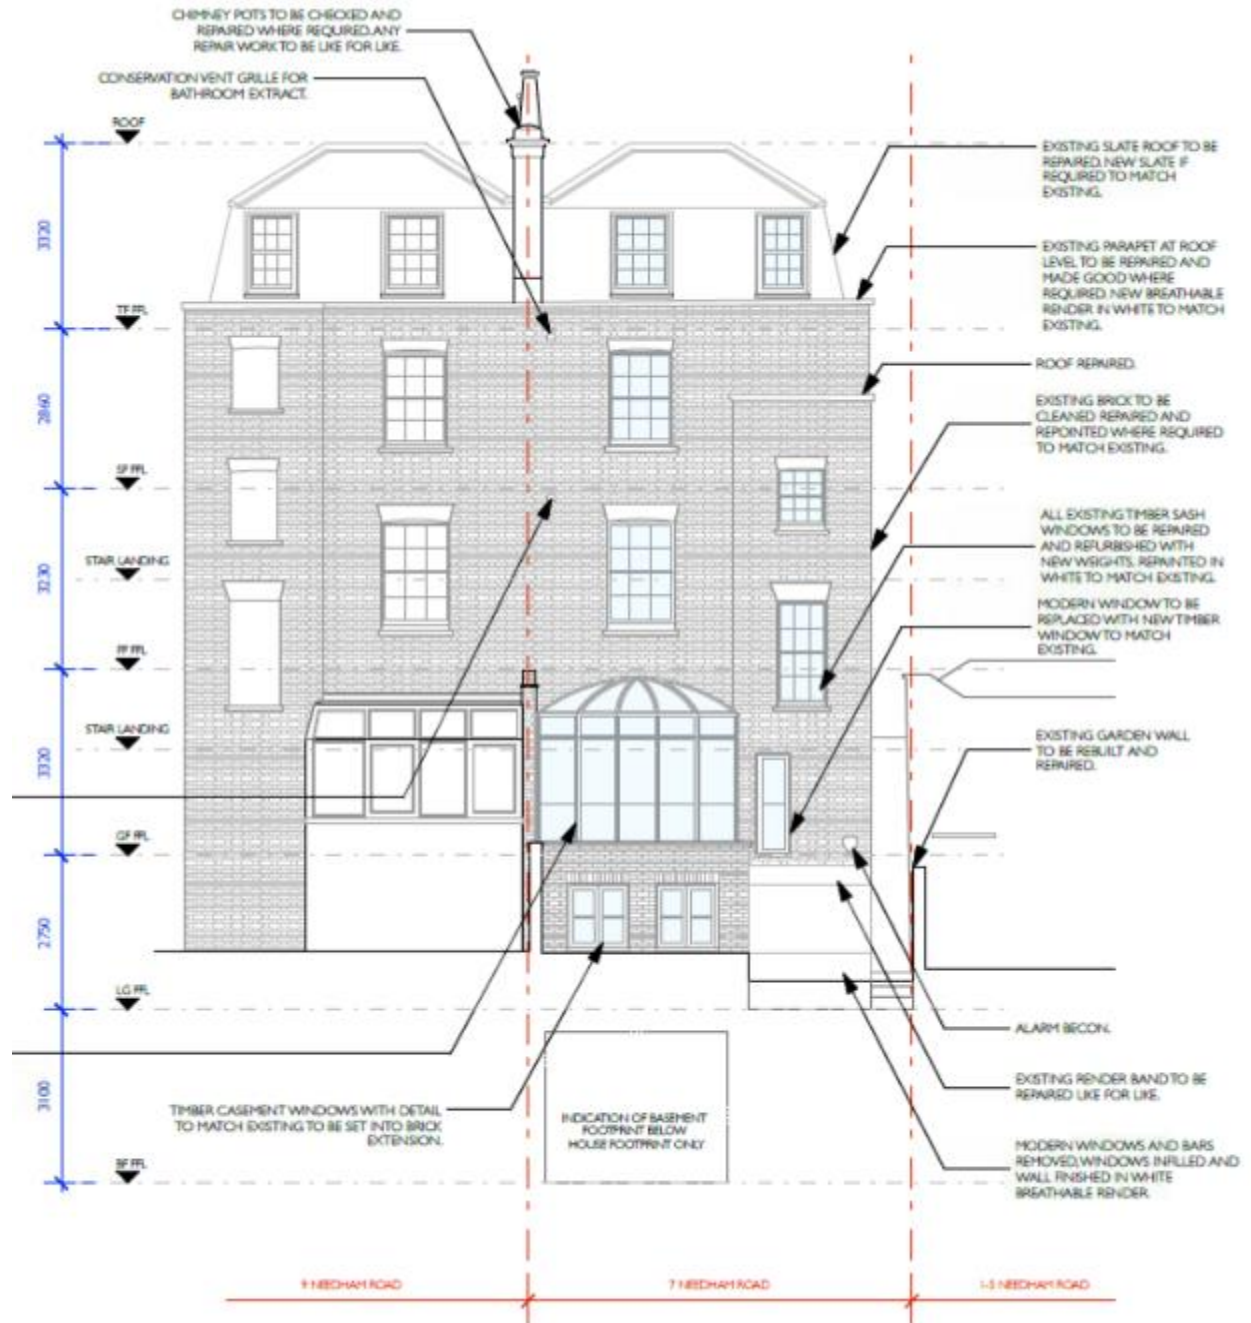 CHIMNEY POTS TO BE CHECKED AND
REPAIRED WHERE REQUIRED. ANY
REPAIR WORK TO BE LIKE FOR LIKE.
CONSERVATION VENT GRILLE FOR
BATHROOM EXTRACT.
ROOF
EXISTING SLATE ROOF TO BE
REPAIRED. NEW SLATE IF
REQUIRED TO MATCH
EXISTING.
3320
EXISTING PARAPET AT ROOF
LEVEL TO BE REPAIRED AND
MADE GOOD WHERE
REQUIRED. NEW BREATHABLE
RENDER IN WHITE TO MATCH
EXISTING.
TF FFL
ROOF REPAIRED.
2860
EXISTING BRICK TO BE
CLEANED REPAIRED AND
REPOINTED WHERE REQUIRED
TO MATCH EXISTING.
SF FFL
ALL EXISTING TIMBER SASH
WINDOWS TO BE REPAIRED
AND REFURBISHED WITH
NEW WEIGHTS. REPAINTED IN
WHITE TO MATCH EXISTING.
STAIR LANDING
3230
MODERN WINDOW TO BE
REPLACED WITH NEW TIMBER
WINDOW TO MATCH
EXISTING.
FF FFL
STAIR LANDING
3320
EXISTING GARDEN WALL
TO BE REBUILT AND
REPAIRED.
GF FFL
2750
LG FFL
ALARM BECON.
3100
EXISTING RENDER BAND TO BE
REPAIRED LIKE FOR LIKE.
TIMBER CASEMENT WINDOWS WITH DETAIL
TO MATCH EXISTING TO BE SET INTO BRICK
EXTENSION.
INDICATION OF BASEMENT
FOOTPRINT BELOW
HOUSE FOOTPRINT ONLY
MODERN WINDOWS AND BARS
REMOVED, WINDOWS INFILLED AND
WALL FINISHED IN WHITE
BREATHABLE RENDER.
BF FFL
9 NEEDHAM ROAD
7 NEEDHAM ROAD
1-5 NEEDHAM ROAD